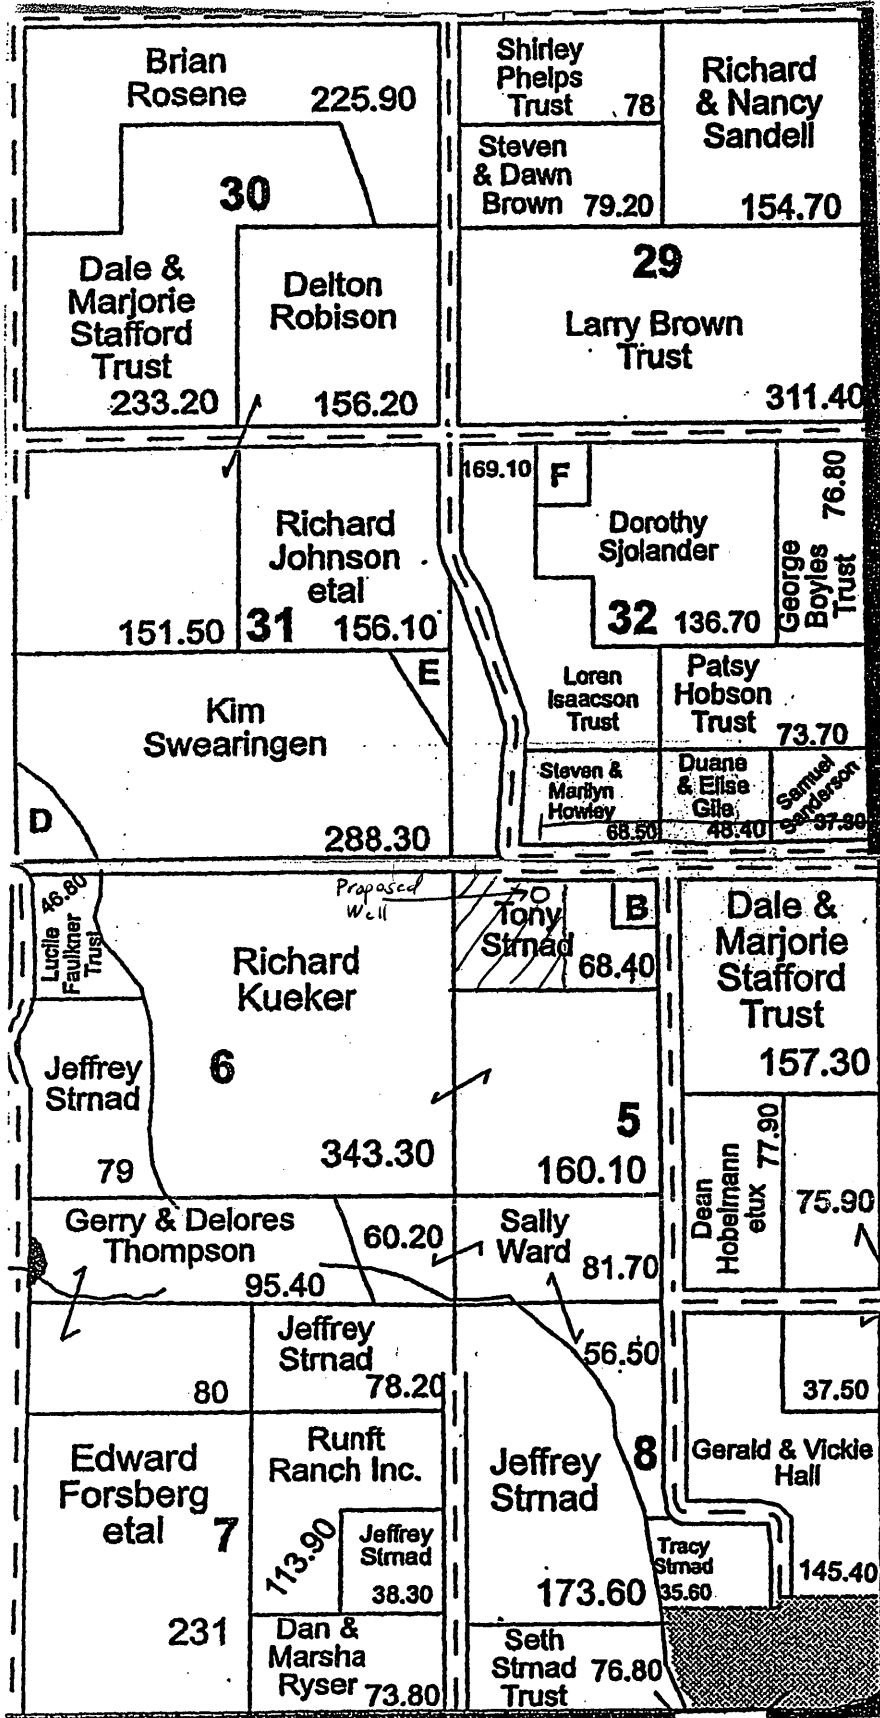 Brian
Rosene 225.90
30
Dale &
Marjorie
Stafford
Trust
233.20
Delton
Robison
156.20
Shirley
Phelps
Trust 78
Steven
& Dawn
Brown 79.20
Richard
& Nancy
Sandell
154.70
29
Larry Brown
Trust
311.40
151.50
Richard
Johnson
etal
31 156.10
Kim
Swearingen
288.30
D
E
169.10
F
Dorothy
Sjolander
32 136.70
George
Boyles
Trust
76.80
Loren
Isaacson
Trust
Patsy
Hobson
Trust 73.70
Steven &
Marilyn
Howley
68.50
Duane
& Elise
Gile
48.40
Samuel
Sanderson
37.80
46.80
Lucile
Faulkner
Trust
Proposed
Well
Richard
Kueker
6
343.30
Jeffrey
Strnad
79
Tony
Strnad
68.40
B
5
160.10
Dale &
Marjorie
Stafford
Trust
157.30
Dean
Hobelmann
etux
77.90
75.90
Gerry & Delores
Thompson
95.40
60.20
Sally
Ward
81.70
80
Jeffrey
Strnad
78.20
56.50
37.50
Edward
Forsberg
etal
7
231
Runft
Ranch Inc.
113.90
Jeffrey
Strnad
38.30
Dan &
Marsha
Ryser 73.80
Jeffrey
Strnad
8
173.60
Gerald & Vickie
Hall
145.40
Tracy
Strnad
35.60
Seth
Strnad
Trust
76.80